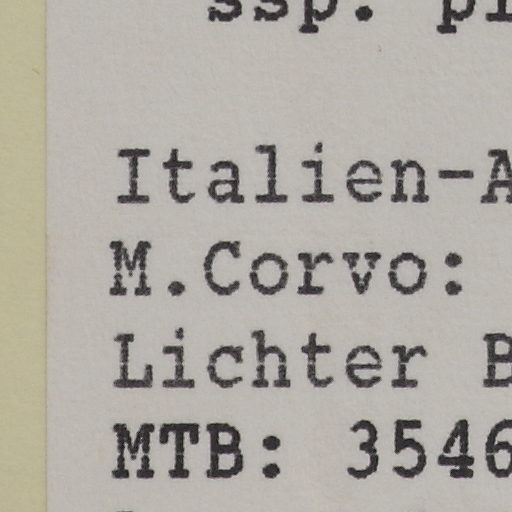 ssp.
Italien-A
M.Corvo:
Lichter B
MTB: 3546